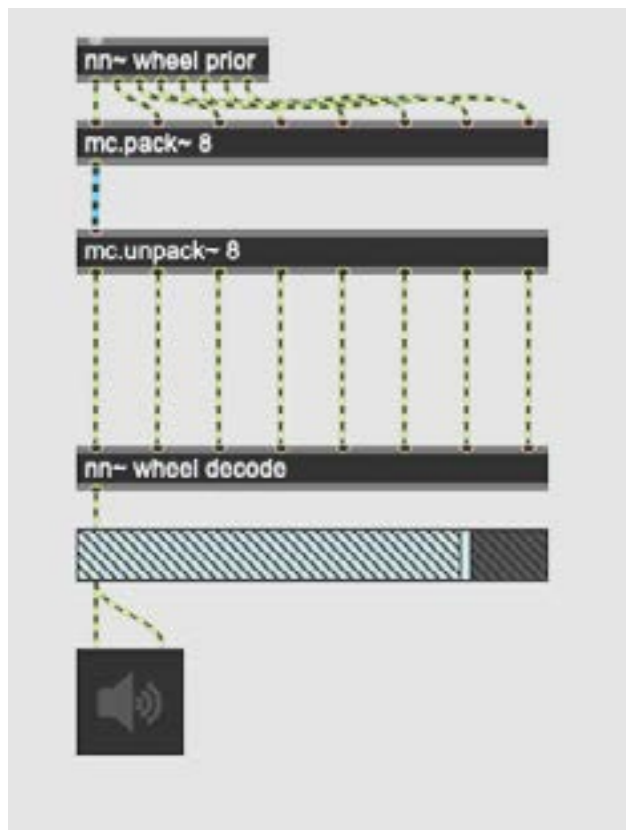 nn~ wheel prior
mc.pack~ 8
mc.unpack~ 8
nn~ wheel decode